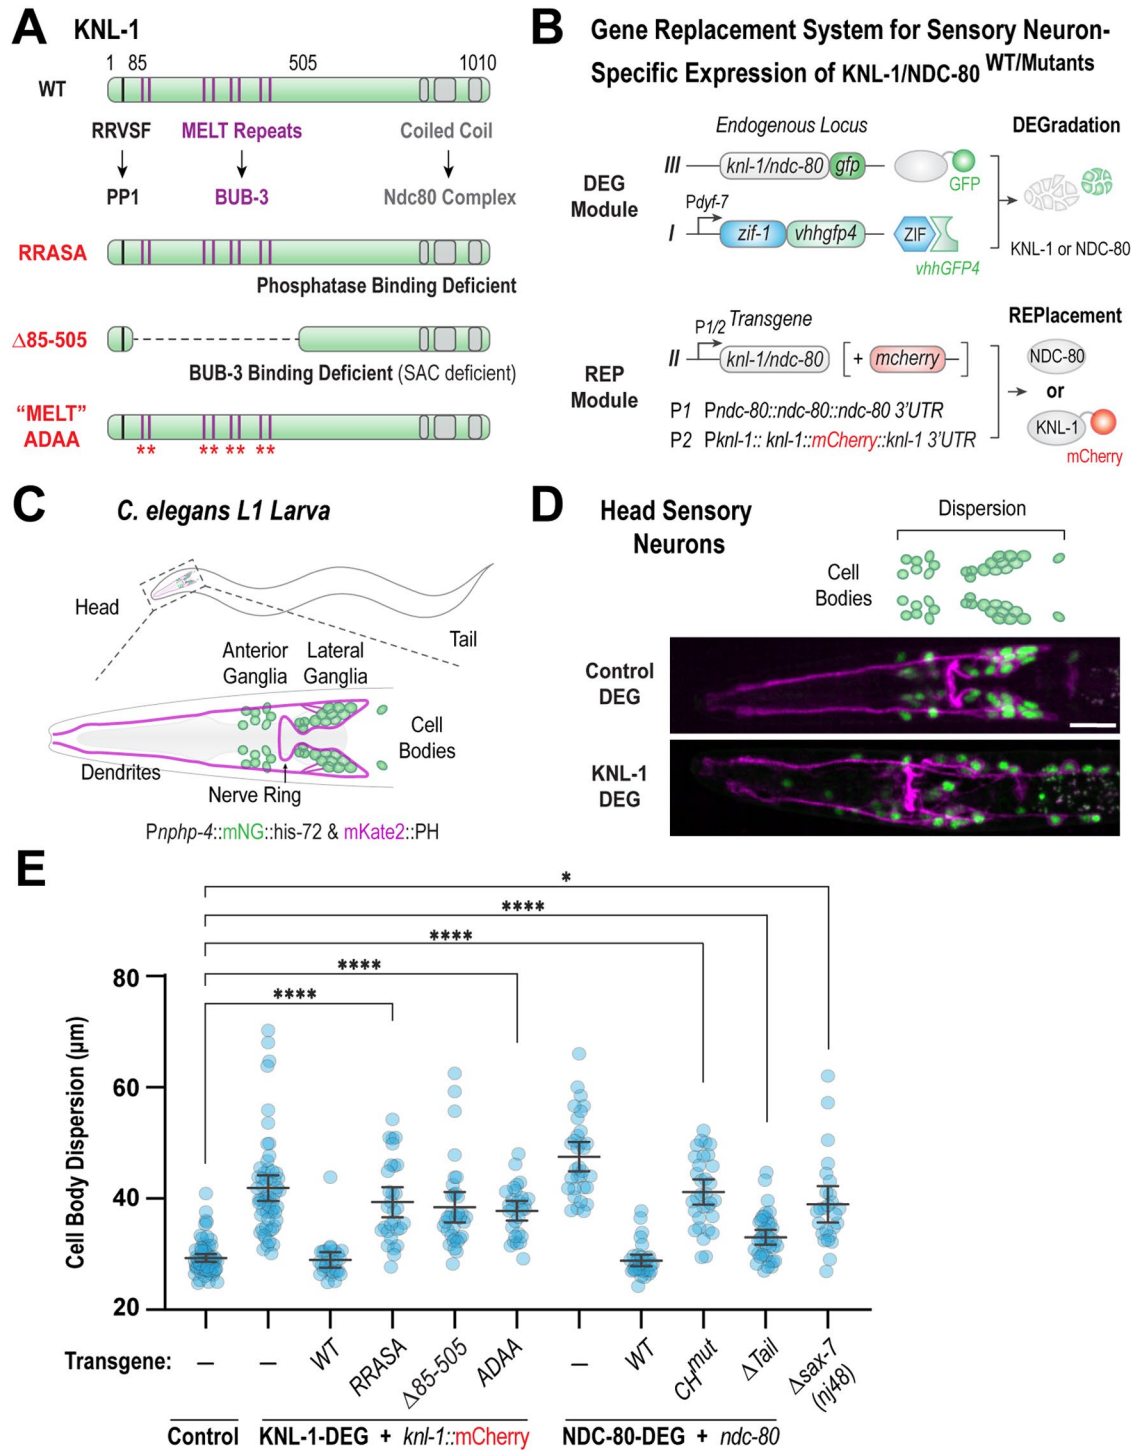 A KNL-1
1 85 505 1010
WT
RRVSF MELT Repeats Coiled Coil
PP1 BUB-3 Ndc80 Complex
RRASA
Phosphatase Binding Deficient
Δ85-505
BUB-3 Binding Deficient (SAC deficient)
“MELT”
ADAA
** ** ** **
B Gene Replacement System for Sensory Neuron-
Specific Expression of KNL-1/NDC-80 WT/Mutants
Endogenous Locus DEGradation
DEG
Module
III knl-1/ndc-80 gfp GFP
Pdyf-7
I zif-1 vhhgfp4 ZIF
vhhGFP4
KNL-1 or NDC-80
Transgene REPlacement
P1/2
II knl-1/ndc-80 [+ mcherry ]
REP
Module
P1 Pndc-80::ndc-80::ndc-80 3’UTR
P2 Pknl-1:: knl-1::mCherry::knl-1 3’UTR
NDC-80
or
KNL-1
mCherry
C C. elegans L1 Larva
Head
Tail
Anterior
Ganglia
Lateral
Ganglia
Cell
Bodies
Dendrites
Nerve Ring
Pnphp-4::mNG::his-72 & mKate2::PH
D Head Sensory
Neurons
Dispersion
Cell
Bodies
Control
DEG
KNL-1
DEG
E
*
****
****
****
****
Cell Body Dispersion (μm)
80
60
40
20
Transgene: – – WT RRASA Δ85-505 ADAA – WT CHmut ΔTail Δsax-7
(nj48)
Control KNL-1-DEG + knl-1::mCherry NDC-80-DEG + ndc-80